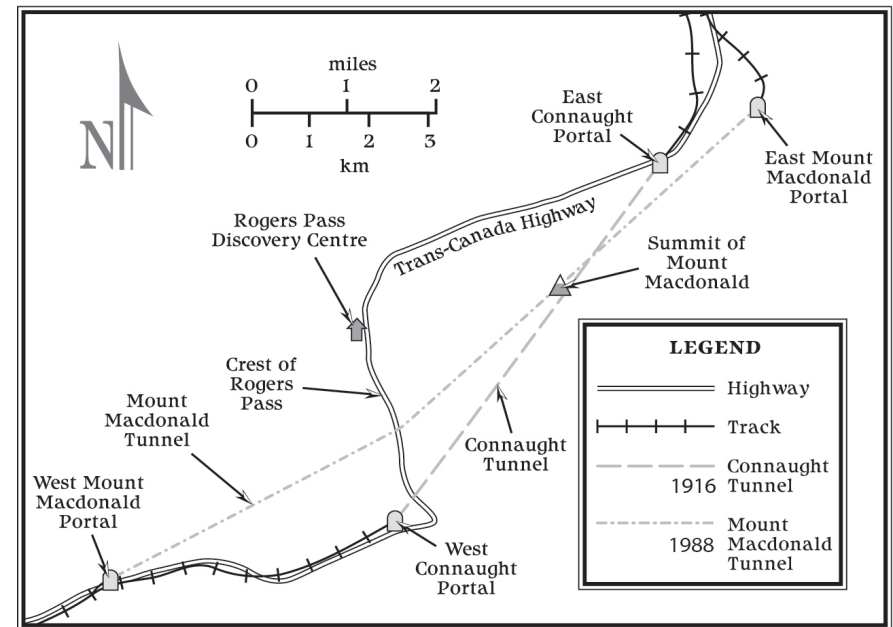 miles
0 1 2
0 1 2 3
km
N
East
Connaught
Portal
East Mount
Macdonald
Portal
Rogers Pass
Discovery Centre
Trans-Canada Highway
Summit of
Mount
Macdonald
Crest of
Rogers
Pass
Mount
Macdonald
Tunnel
Connaught
Tunnel
West Mount
Macdonald
Portal
West
Connaught
Portal
LEGEND
Highway
Track
Connaught
1916 Tunnel
Mount
1988 Macdonald
Tunnel